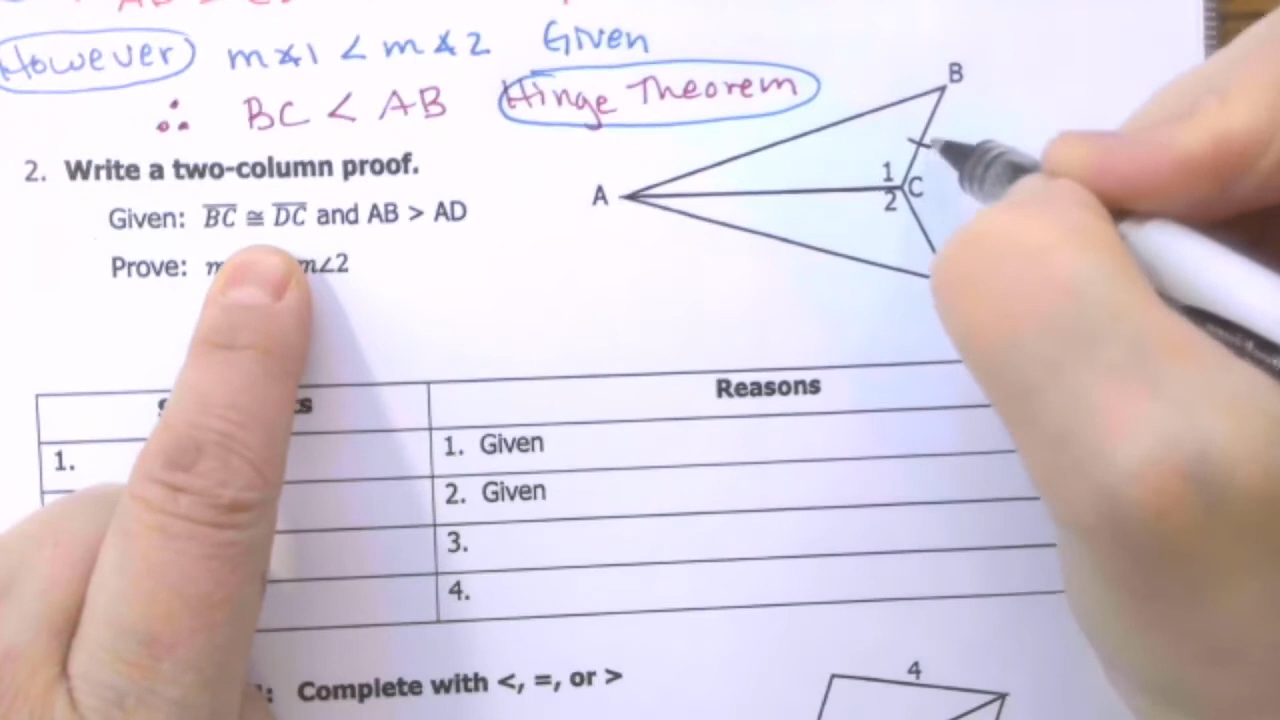 However m∡1 < m∡2 Given
∴ BC < AB Hinge Theorem
2. Write a two-column proof.
Given: BC ≅ DC and AB > AD
Prove: m∠2
B
A
1
C
2
Reasons
1. 1. Given
2. Given
3.
4.
: Complete with <, =, or >
4